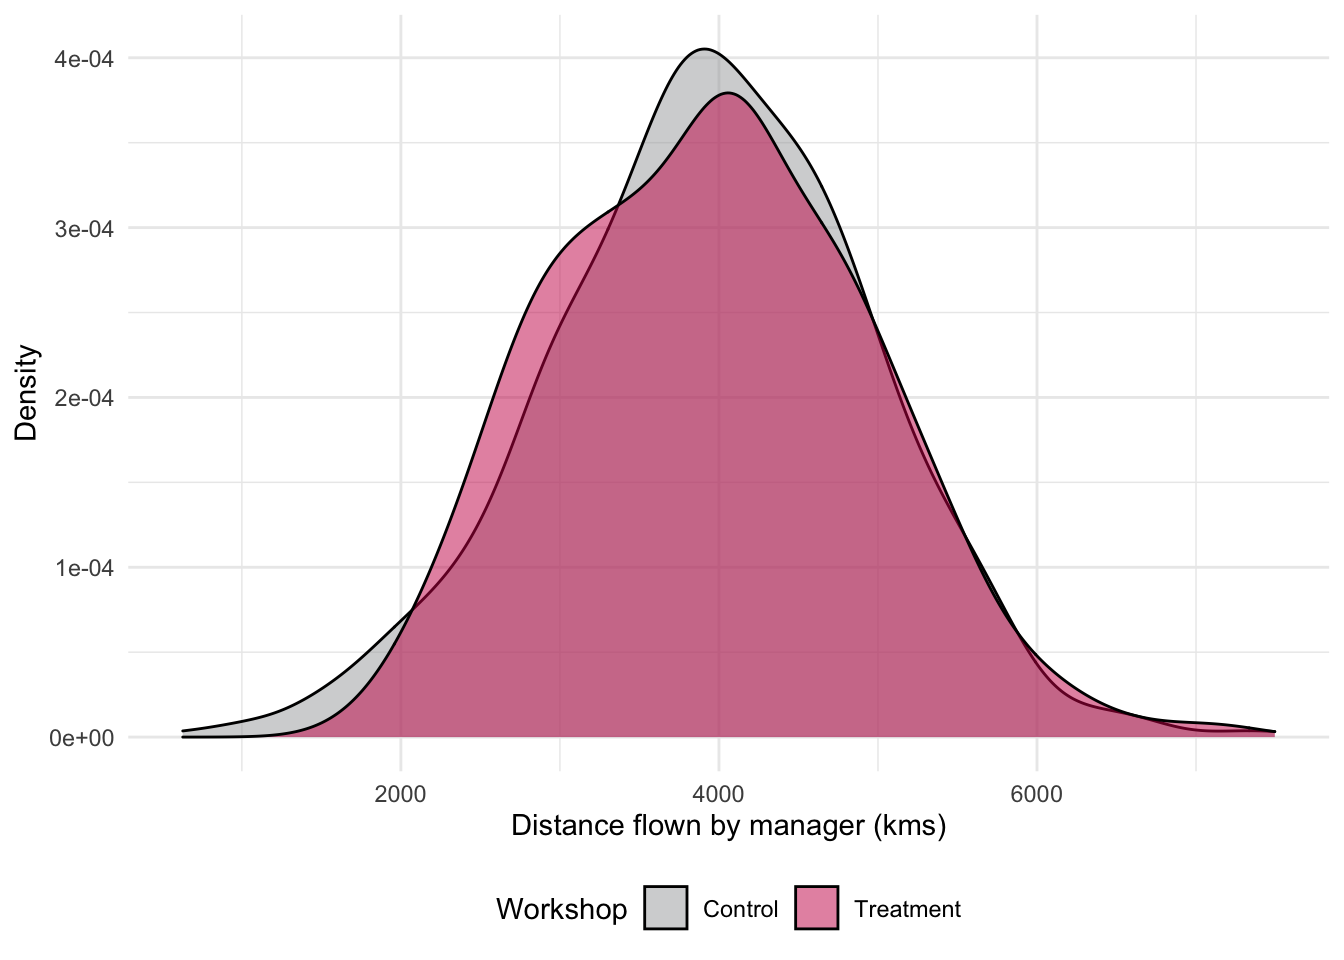 4e-04
3e-04
2e-04
1e-04
0e+00
Density
2000 4000 6000
Distance flown by manager (kms)
Workshop Control Treatment